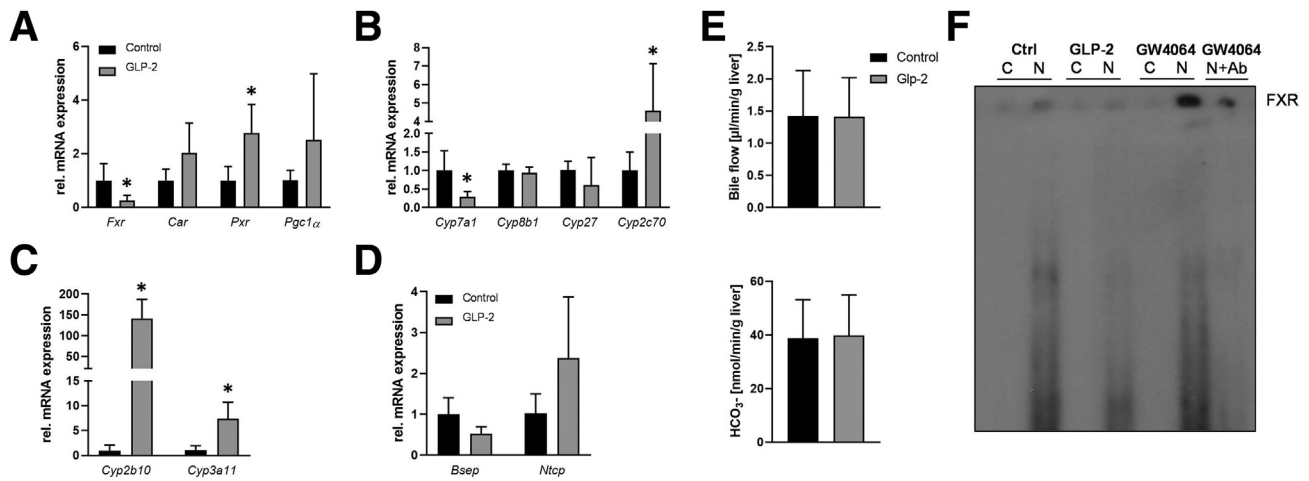 A
Control
GLP-2
rel. mRNA expression
6
4
2
0
*
*
Fxr
Car
Pxr
Pgc1α
B
rel. mRNA expression
8
7
6
5
4
2.0
1.5
1.0
0.5
0.0
*
*
Cyp7a1
Cyp8b1
Cyp27
Cyp2c70
C
rel. mRNA expression
200
150
100
50
15
10
5
0
*
*
Cyp2b10
Cyp3a11
D
Control
GLP-2
rel. mRNA expression
4
3
2
1
0
Bsep
Ntcp
E
Control
Glp-2
Bile flow [µl/min/g liver]
2.5
2.0
1.5
1.0
0.5
0.0
HCO3- [nmol/min/g liver]
60
40
20
0
F
Ctrl GLP-2 GW4064 GW4064
C N C N C N N+Ab
FXR